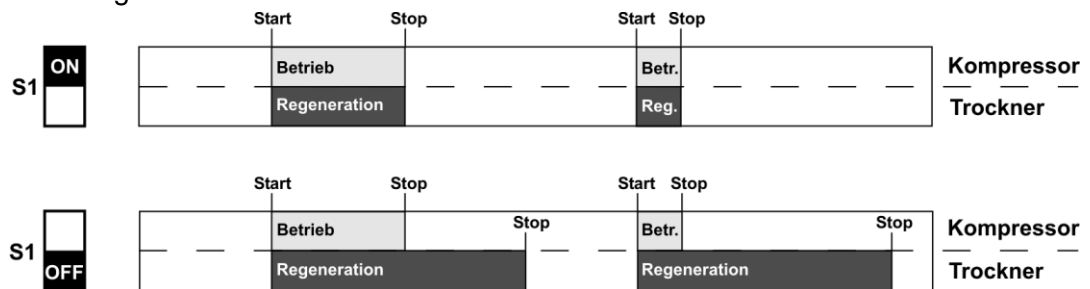 Start Stop Start Stop
S1 ON Betrieb Betr. Kompressor
Regeneration Reg. Trockner
Start Stop Start Stop
S1 Betrieb Stop Betr. Stop Kompressor
OFF Regeneration Regeneration Trockner